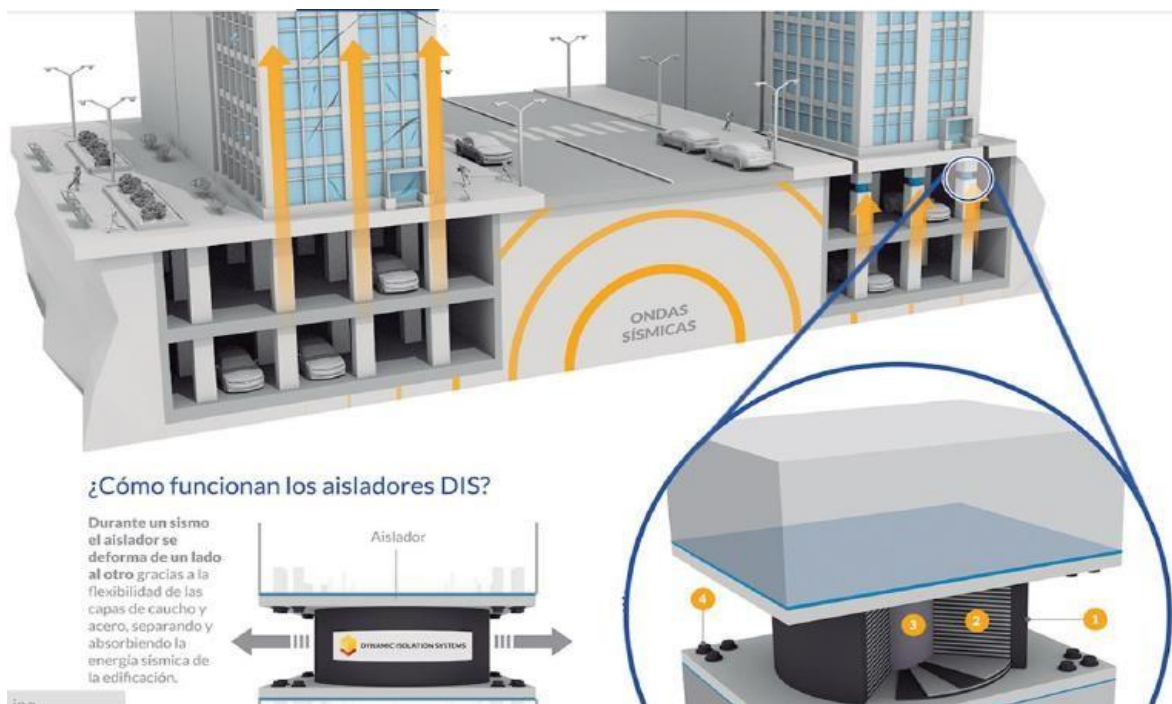 ONDAS
SÍSMICAS
¿Cómo funcionan los aisladores DIS?
Durante un sismo
el aislador se
deforma de un lado
al otro gracias a la
flexibilidad de las
capas de caucho y
acero, separando y
absorbiendo la
energía sísmica de
la edificación.
Aislador
DYNAMIC ISOLATION SYSTEMS
4
3
2
1